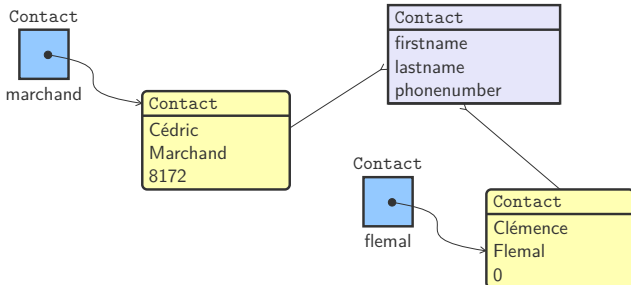 Contact
marchand
Contact
firstname
lastname
phonenumber
Contact
Cédric
Marchand
8172
Contact
flemal
Contact
Clémence
Flemal
0